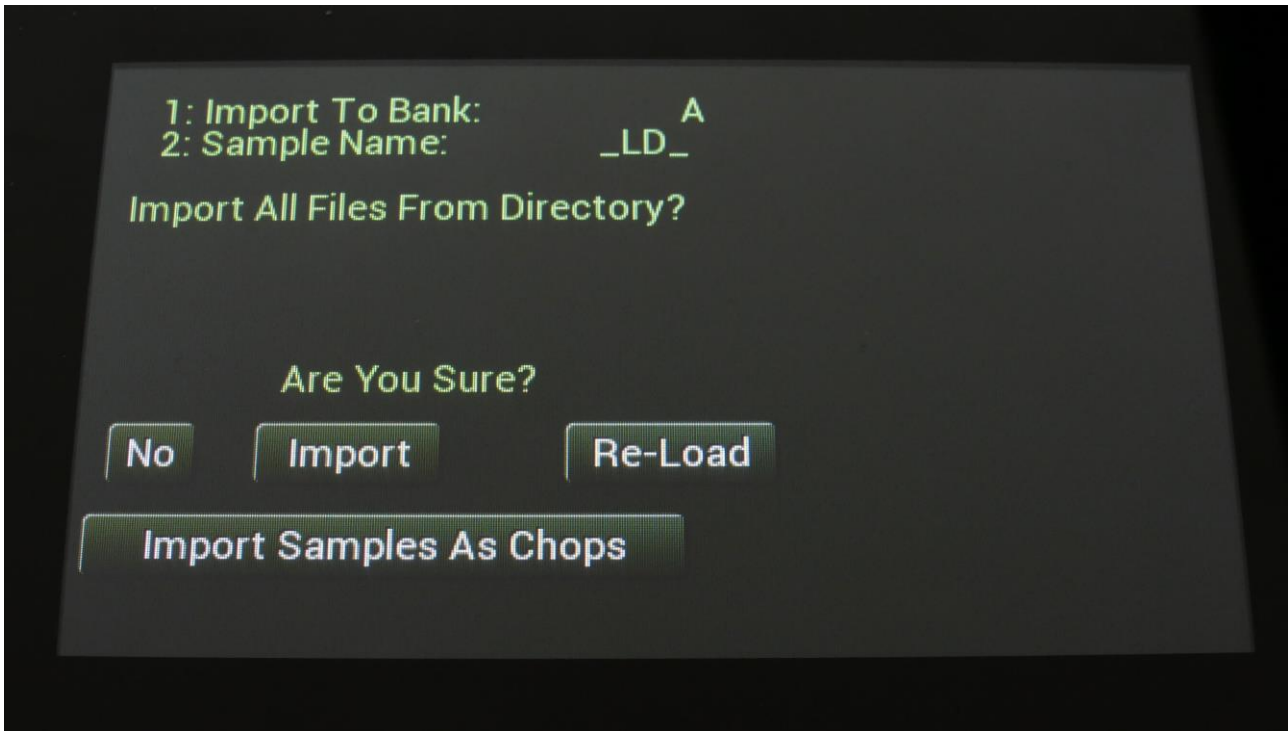 1: Import To Bank: A
2: Sample Name: _LD_
Import All Files From Directory?
Are You Sure?
No Import Re-Load
Import Samples As Chops